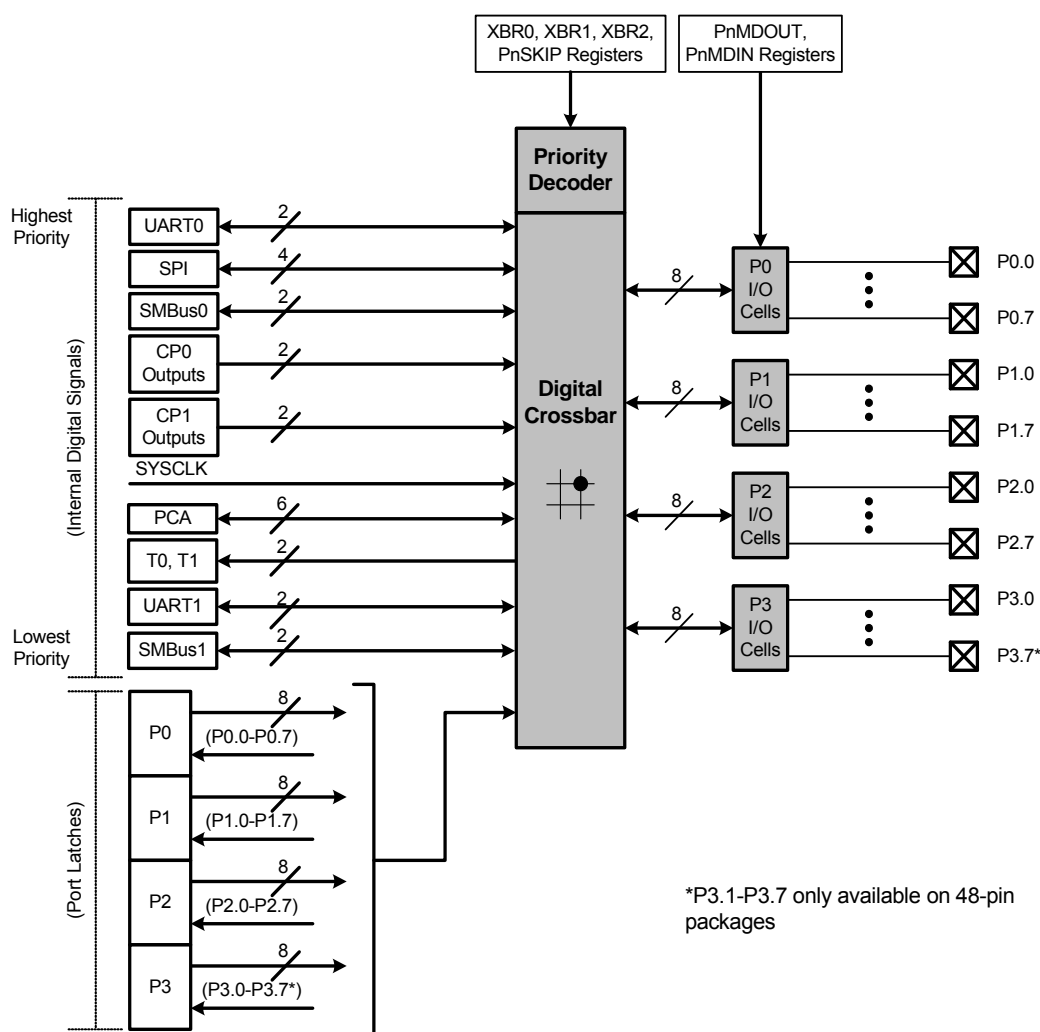 XBR0, XBR1, XBR2,
PnSKIP Registers
PnMDOUT,
PnMDIN Registers
Priority
Decoder
Highest
Priority
(Internal Digital Signals)
Lowest
Priority
UART0
2
SPI
4
SMBus0
2
CP0
Outputs
2
CP1
Outputs
2
SYSCLK
PCA
6
T0, T1
2
UART1
2
SMBus1
2
Digital
Crossbar
8
P0
I/O
Cells
P0.0
P0.7
8
P1
I/O
Cells
P1.0
P1.7
8
P2
I/O
Cells
P2.0
P2.7
8
P3
I/O
Cells
P3.0
P3.7*
(Port Latches)
P0
8
(P0.0-P0.7)
P1
8
(P1.0-P1.7)
P2
8
(P2.0-P2.7)
P3
8
(P3.0-P3.7*)
*P3.1-P3.7 only available on 48-pin
packages